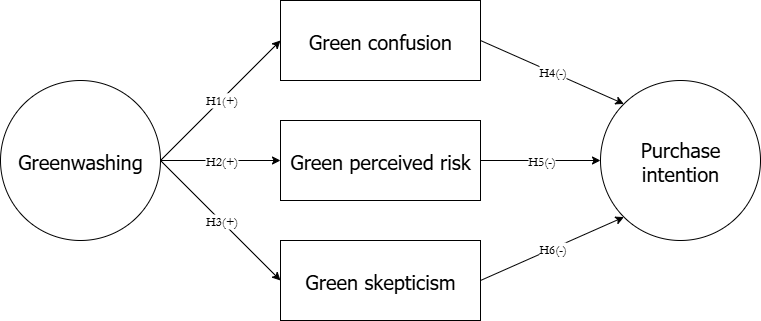 Green confusion
H4(-)
H1(+)
Greenwashing
H2(+)
Green perceived risk
H5(-)
Purchase
intention
H3(+)
H6(-)
Green skepticism